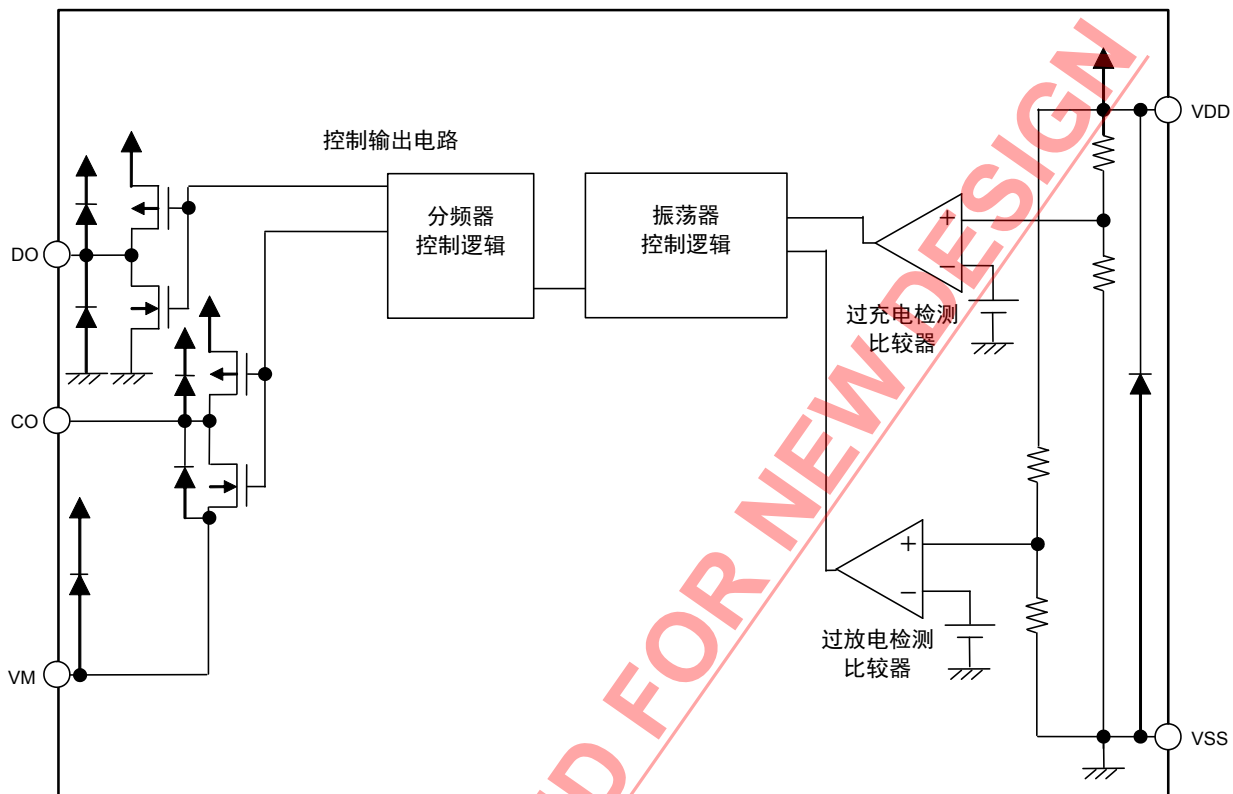 VDD
控制输出电路
分频器
控制逻辑
振荡器
控制逻辑
+
−
DO
过充电检测
比较器
CO
+
−
过放电检测
比较器
VM
VSS
D FOR NEW DESIGN